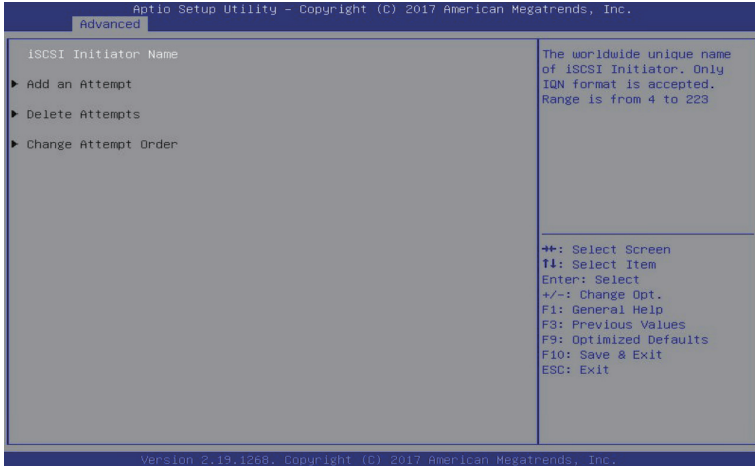 Aptio Setup Utility – Copyright (C) 2017 American Megatrends, Inc.
Advanced
iSCSI Initiator Name
▶ Add an Attempt
▶ Delete Attempts
▶ Change Attempt Order
The worldwide unique name
of iSCSI Initiator. Only
IQN format is accepted.
Range is from 4 to 223
→←: Select Screen
↑↓: Select Item
Enter: Select
+/-: Change Opt.
F1: General Help
F3: Previous Values
F9: Optimized Defaults
F10: Save & Exit
ESC: Exit
Version 2.19.1268. Copyright (C) 2017 American Megatrends, Inc.